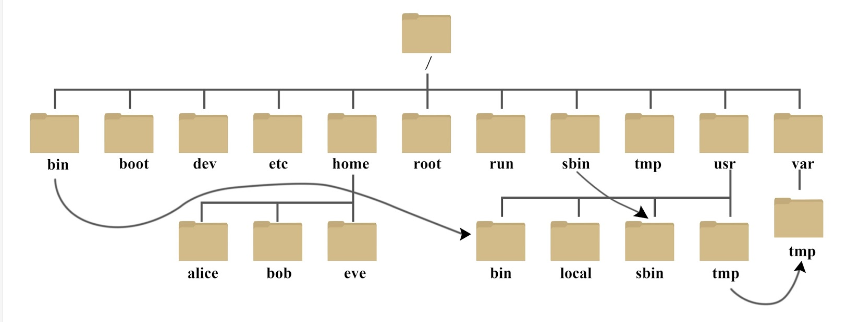 /
bin boot dev etc home root run sbin tmp usr var
alice bob eve bin local sbin tmp tmp